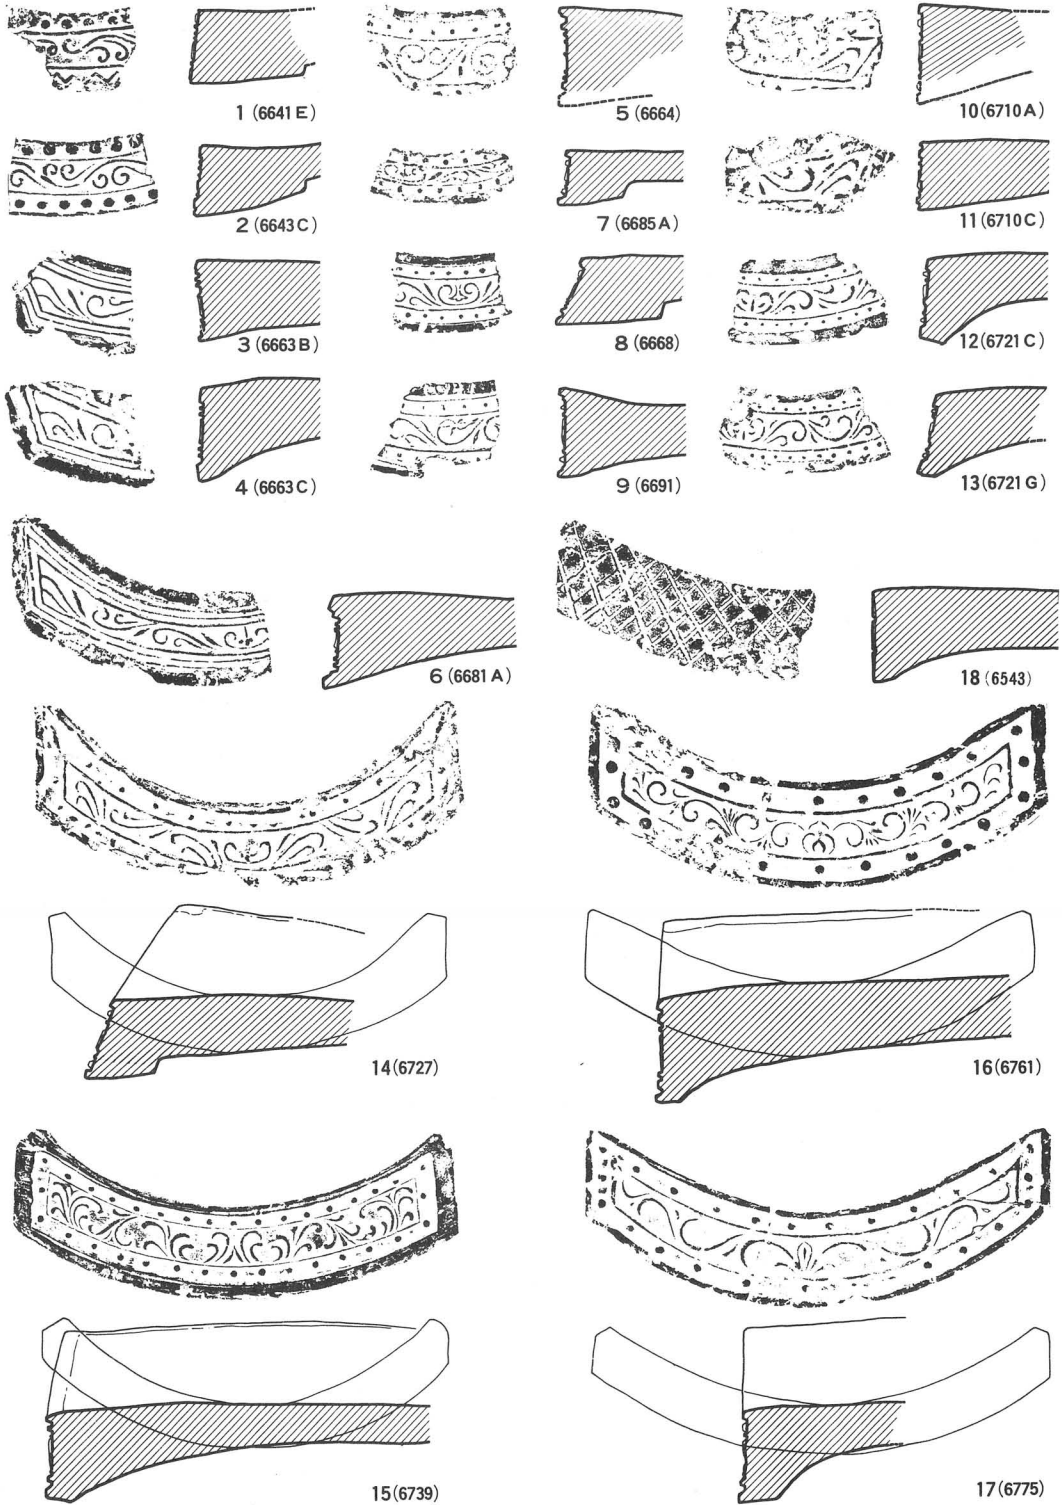 1 (6641 E)
5 (6664)
10 (6710 A)
2 (6643 C)
7 (6685 A)
11 (6710 C)
3 (6663 B)
8 (6668)
12 (6721 C)
4 (6663 C)
9 (6691)
13 (6721 G)
6 (6681 A)
18 (6543)
14 (6727)
16 (6761)
15 (6739)
17 (6775)